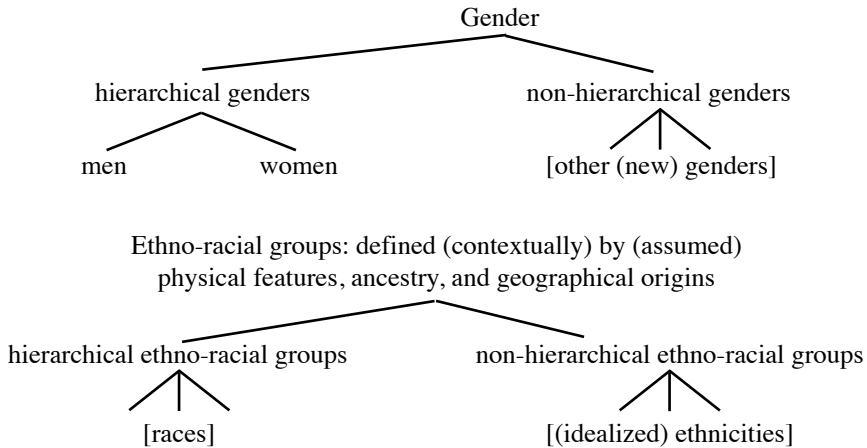 Gender
hierarchical genders
non-hierarchical genders
men
women
[other (new) genders]
Ethno-racial groups: defined (contextually) by (assumed)
physical features, ancestry, and geographical origins
hierarchical ethno-racial groups
non-hierarchical ethno-racial groups
[races]
[(idealized) ethnicities]